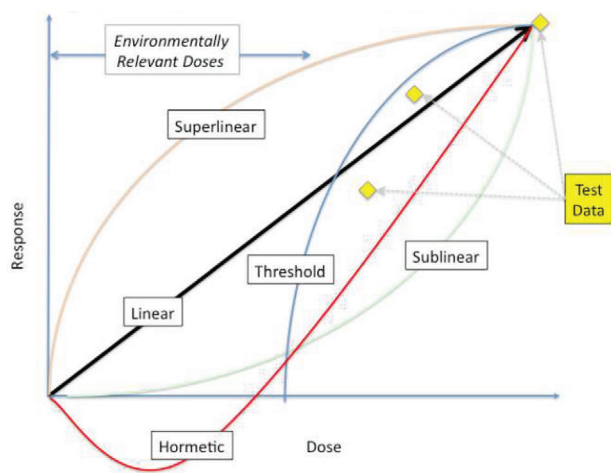 Environmentally
Relevant Doses
Superlinear
Test
Data
Response
Threshold
Sublinear
Linear
Hormetic
Dose